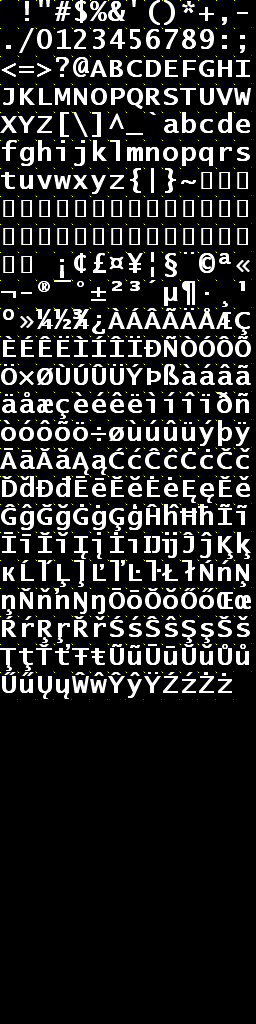 !"#$%&'()*+,-
./0123456789:;
<=>?@ABCDEFGHI
JKLMNOPQRSTUVW
XYZ[\]^_`abcde
fghijklmnopqrs
tuvwxyz{|}~
¡¢£¤¥¦§¨©ª«
¬-®¯°±²³´µ¶·¸¹
º»¼½¾¿ÀÁÂÃÄÅÆÇ
ÈÉÊËÌÍÎÏÐÑÒÓÔÕ
Ö×ØÙÚÛÜÝÞßàáâã
äåæçèéêëìíîïðñ
òóôõö÷øùúûüýþÿ
ĀāĂăĄąĆćĈĉĊċČč
ĎďĐđĒēĔĕĖėĘęĚě
ĜĝĞğĠġĢģĤĥĦħĨĩ
ĪīĬĭĮįİıĲĳĴĵĶķ
ĸĹĺĻļĽľĿŀŁłŃńŅ
ņŇňŉŊŋŌōŎŏŐőŒœ
ŔŕŖŗŘřŚśŜŝŞşŠš
ŢţŤťŦŧŨũŪūŬŭŮů
ŰűŲųŴŵŶŷŸŹźŻż